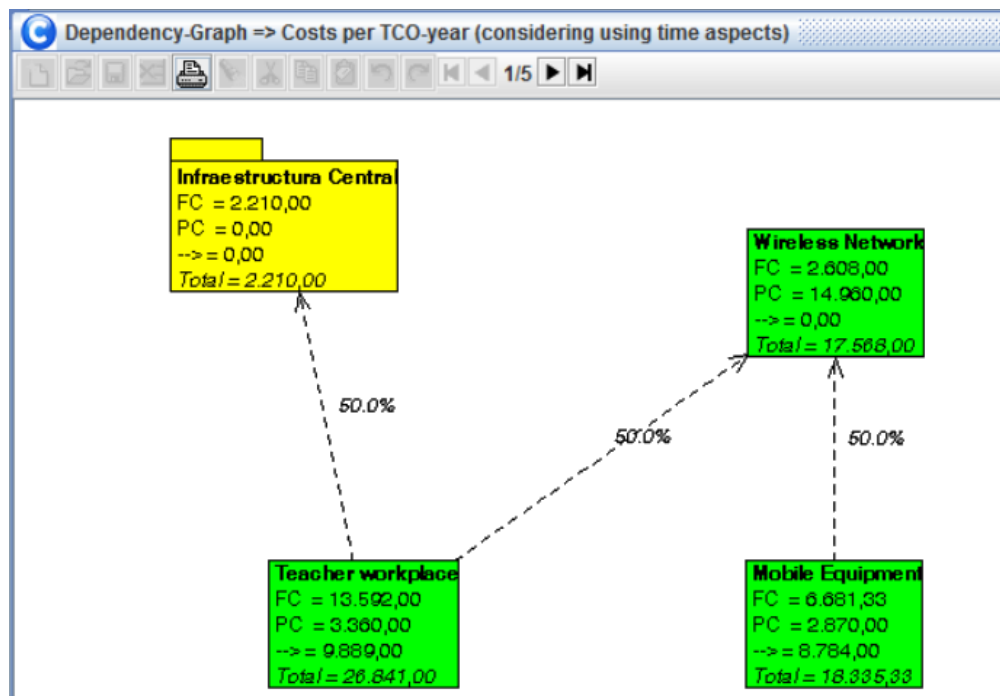 C Dependency-Graph => Costs per TCO-year (considering using time aspects)
1/5
Infraestructura Central
FC = 2.210,00
PC = 0,00
--> = 0,00
Total = 2.210,00
Wireless Network
FC = 2.608,00
PC = 14.960,00
--> = 0,00
Total = 17.568,00
50.0%
50.0%
50.0%
Teacher workplace
FC = 13.592,00
PC = 3.360,00
--> = 9.889,00
Total = 26.841,00
Mobile Equipment
FC = 6.681,33
PC = 2.870,00
--> = 8.784,00
Total = 18.335,33